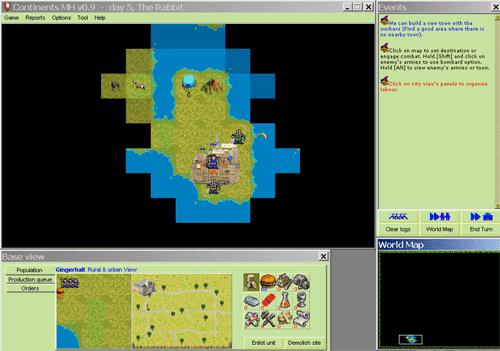 Continents MH v0.9 - day 5, The Rabbit
Game Reports Options Tool Help
Events
We can build a new town with the
workers (Find a good area where there is
no nearby town).
Click on map to set destination or
engage combat. Hold [Shift] and click on
enemy's armies to use bombard option.
Hold [Alt] to view enemy's armies or town.
Click on city view's panels to organize
labour.
Clear logs World Map End Turn
World Map
Base view
Population
Production queue
Orders
Gingerhalt Rural & urban View
Enlist unit Demolish site